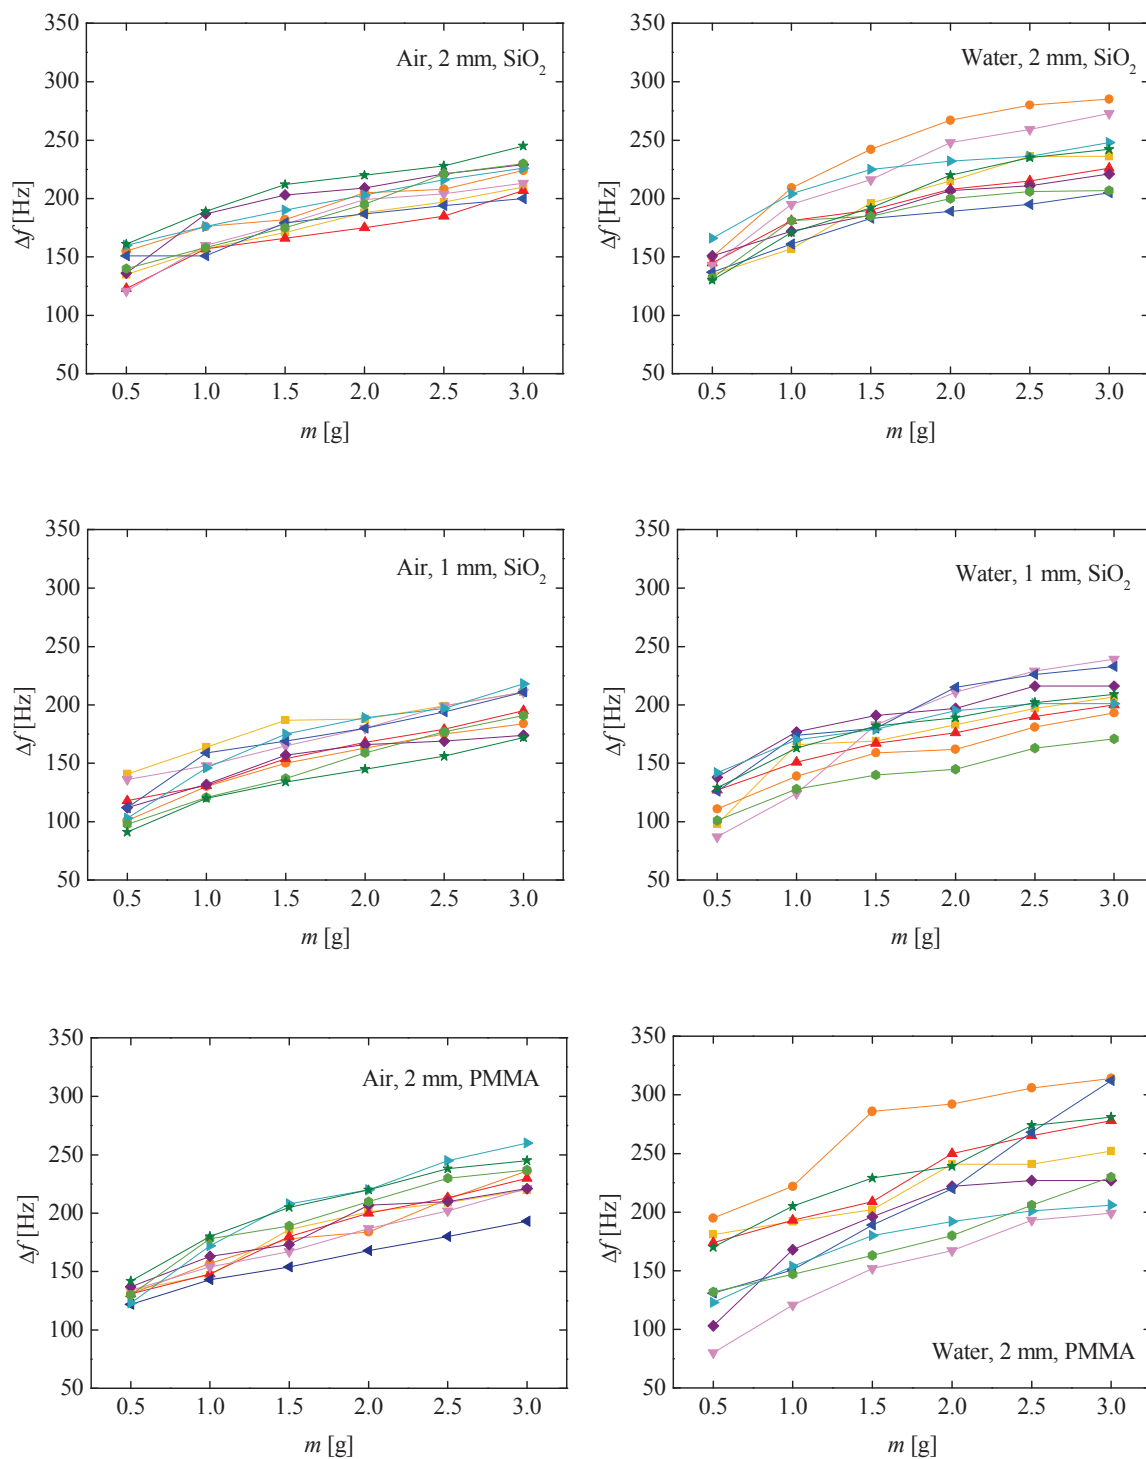 350
300
250
200
150
100
50
Δf [Hz]
Air, 2 mm, SiO₂
0.5 1.0 1.5 2.0 2.5 3.0
m [g]
350
300
250
200
150
100
50
Δf [Hz]
Water, 2 mm, SiO₂
0.5 1.0 1.5 2.0 2.5 3.0
m [g]
350
300
250
200
150
100
50
Δf [Hz]
Air, 1 mm, SiO₂
0.5 1.0 1.5 2.0 2.5 3.0
m [g]
350
300
250
200
150
100
50
Δf [Hz]
Water, 1 mm, SiO₂
0.5 1.0 1.5 2.0 2.5 3.0
m [g]
350
300
250
200
150
100
50
Δf [Hz]
Air, 2 mm, PMMA
0.5 1.0 1.5 2.0 2.5 3.0
m [g]
350
300
250
200
150
100
50
Δf [Hz]
Water, 2 mm, PMMA
0.5 1.0 1.5 2.0 2.5 3.0
m [g]